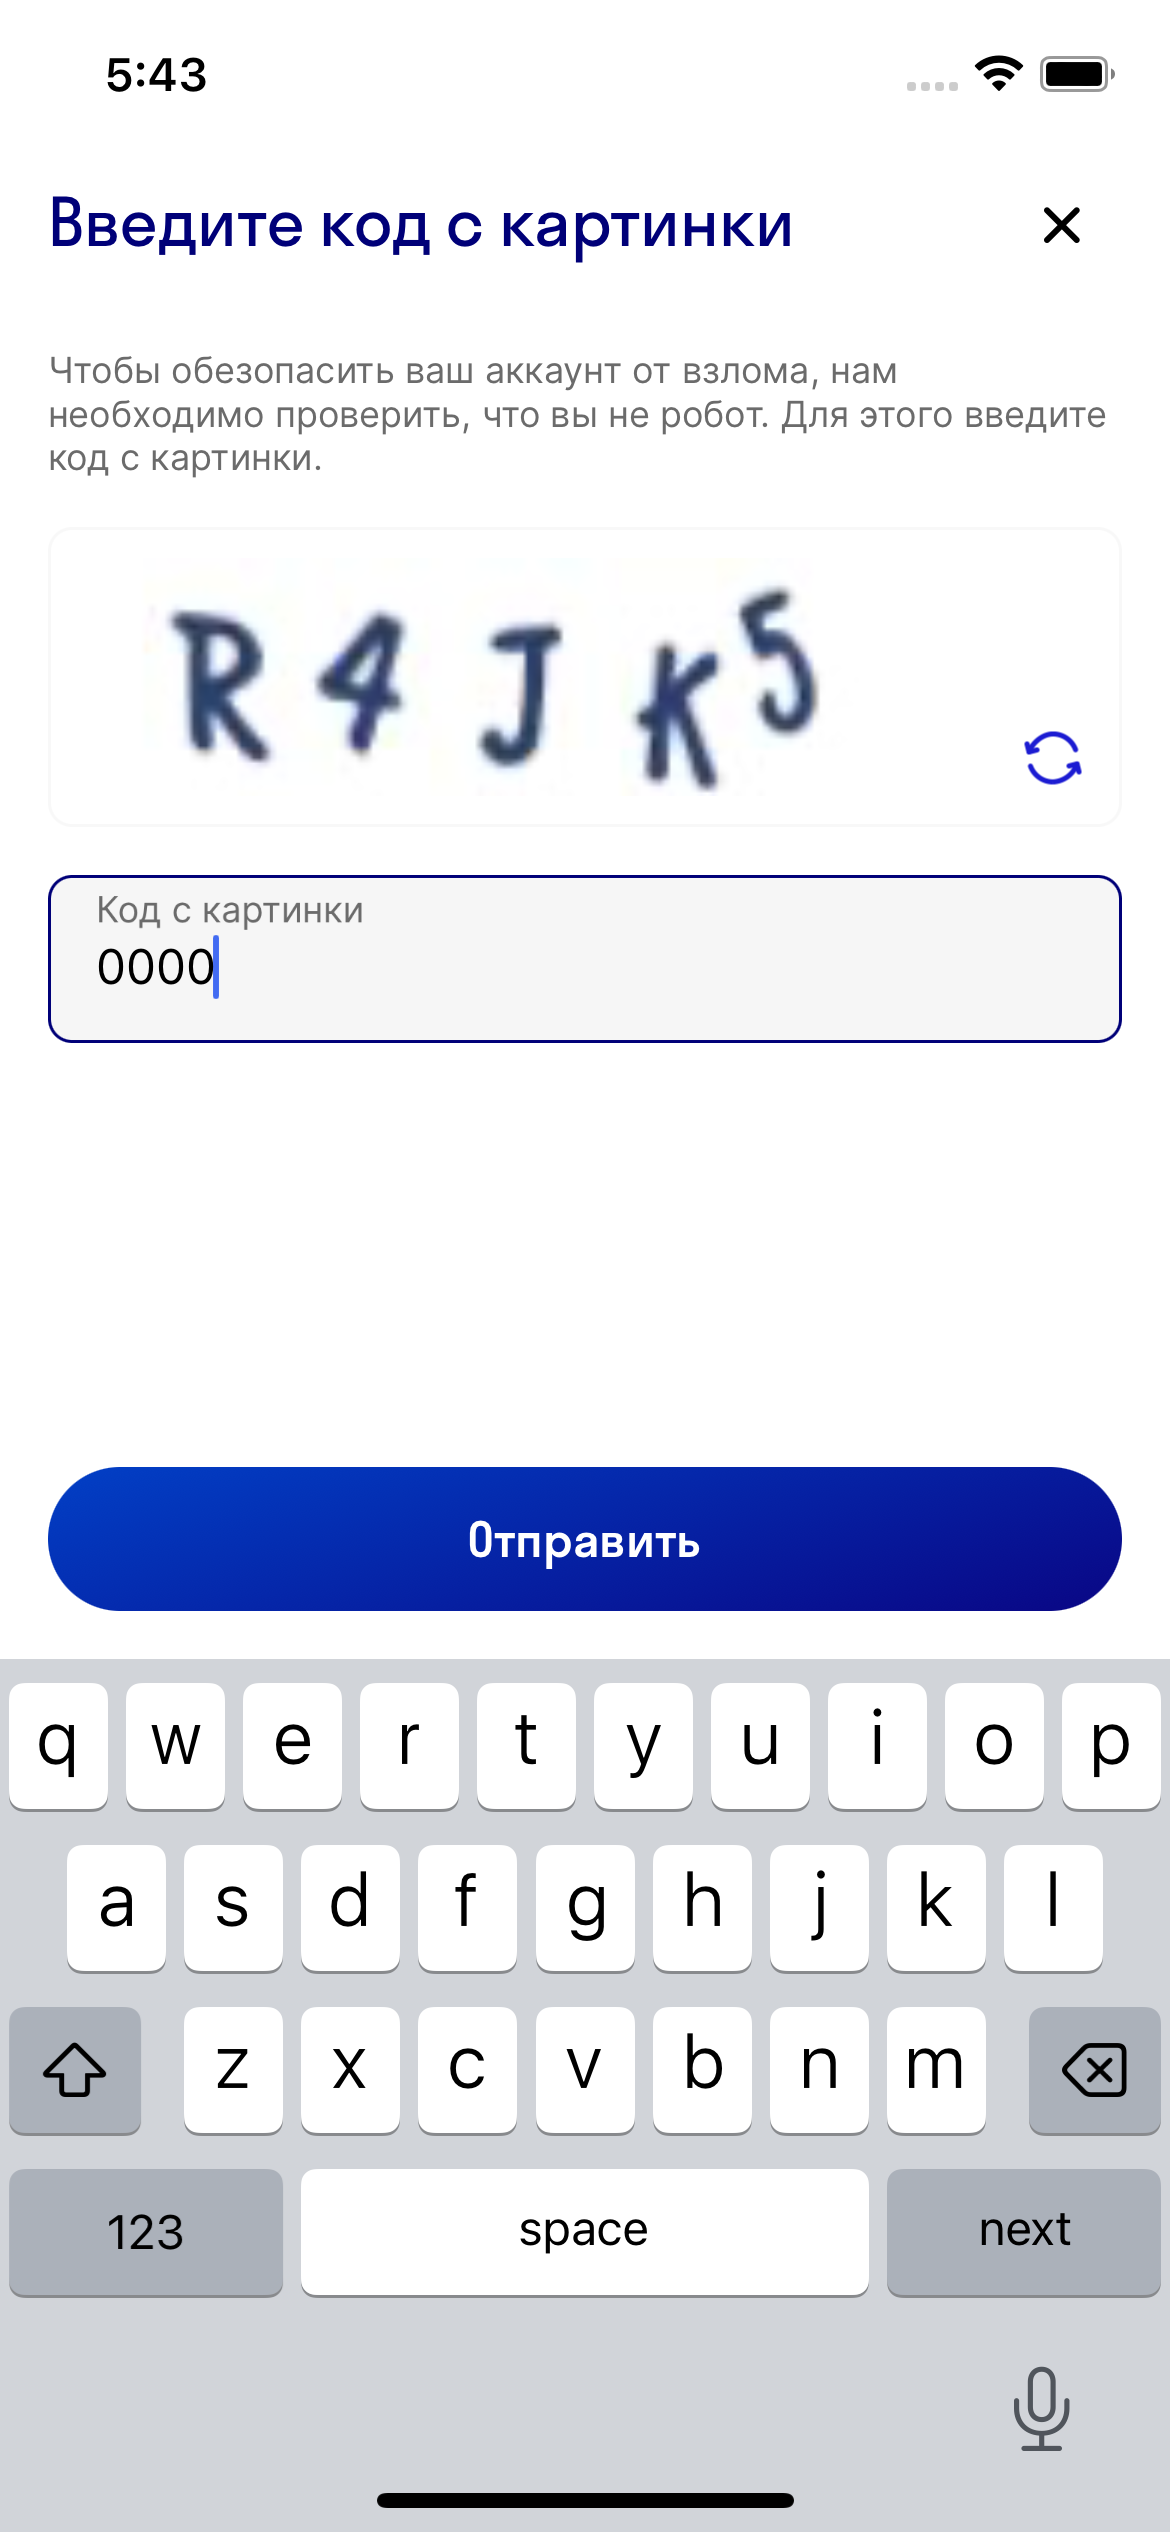 5:43
Введите код с картинки
Чтобы обезопасить ваш аккаунт от взлома, нам
необходимо проверить, что вы не робот. Для этого введите
код с картинки.
R4JK5
Код с картинки
0000
Отправить
q w e r t y u i o p
a s d f g h j k l
z x c v b n m
123 space next